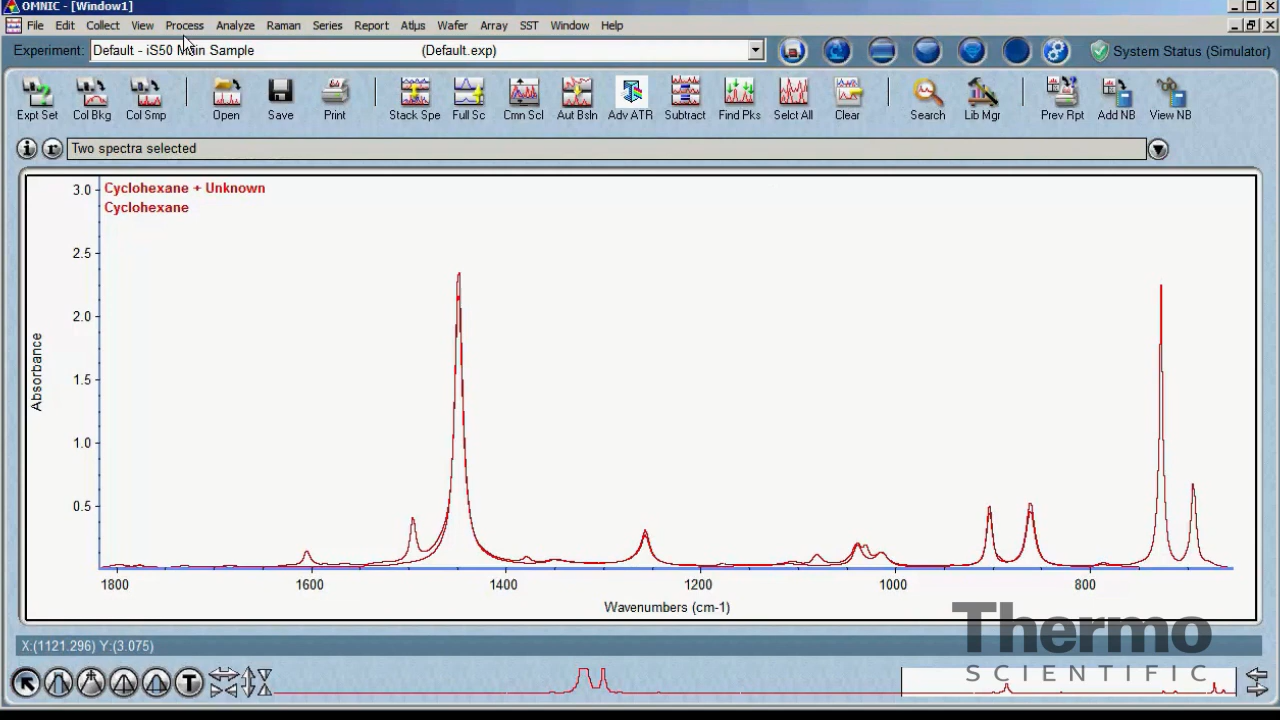 OMNIC - [Window1]
File Edit Collect View Process Analyze Raman Series Report Atlus Wafer Array SST Window Help
Experiment: Default - iS50 Main Sample (Default.exp) System Status (Simulator)
Expt Set Col Bkg Col Smp Open Save Print Stack Spe Full Sc Cmn Scl Aut Bsln Adv ATR Subtract Find Pks Selct All Clear Search Lib Mgr Prev Rpt Add NB View NB
Two spectra selected
Cyclohexane + Unknown
Cyclohexane
3.0
2.5
2.0
1.5
1.0
0.5
Absorbance
1800 1600 1400 1200 1000 800
Wavenumbers (cm-1)
Thermo
SCIENTIFIC
X:(1121.296) Y:(3.075)
T